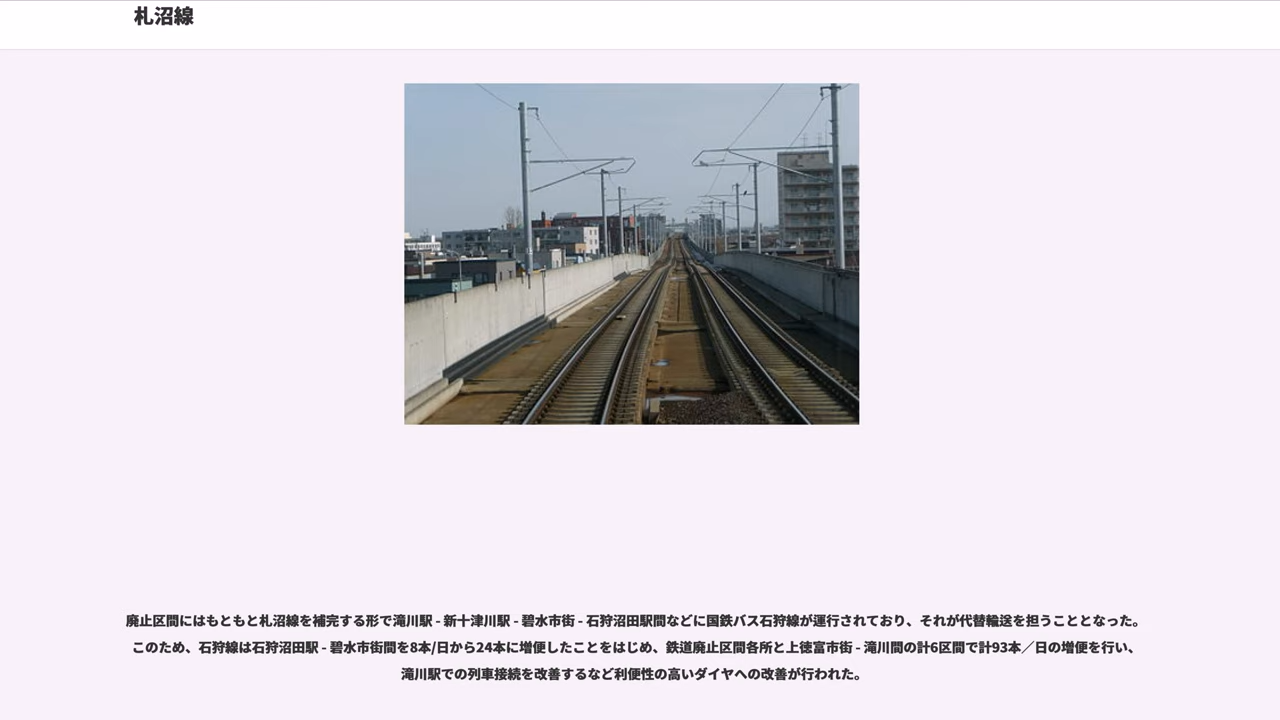 札沼線
廃止区間にはもともと札沼線を補完する形で滝川駅 - 新十津川駅 - 碧水市街 - 石狩沼田駅間などに国鉄バス石狩線が運行されており、それが代替輸送を担うこととなった。
このため、石狩線は石狩沼田駅 - 碧水市街間を8本/日から24本に増便したことをはじめ、鉄道廃止区間各所と上徳富市街 - 滝川間の計6区間で計93本／日の増便を行い、
滝川駅での列車接続を改善するなど利便性の高いダイヤへの改善が行われた。